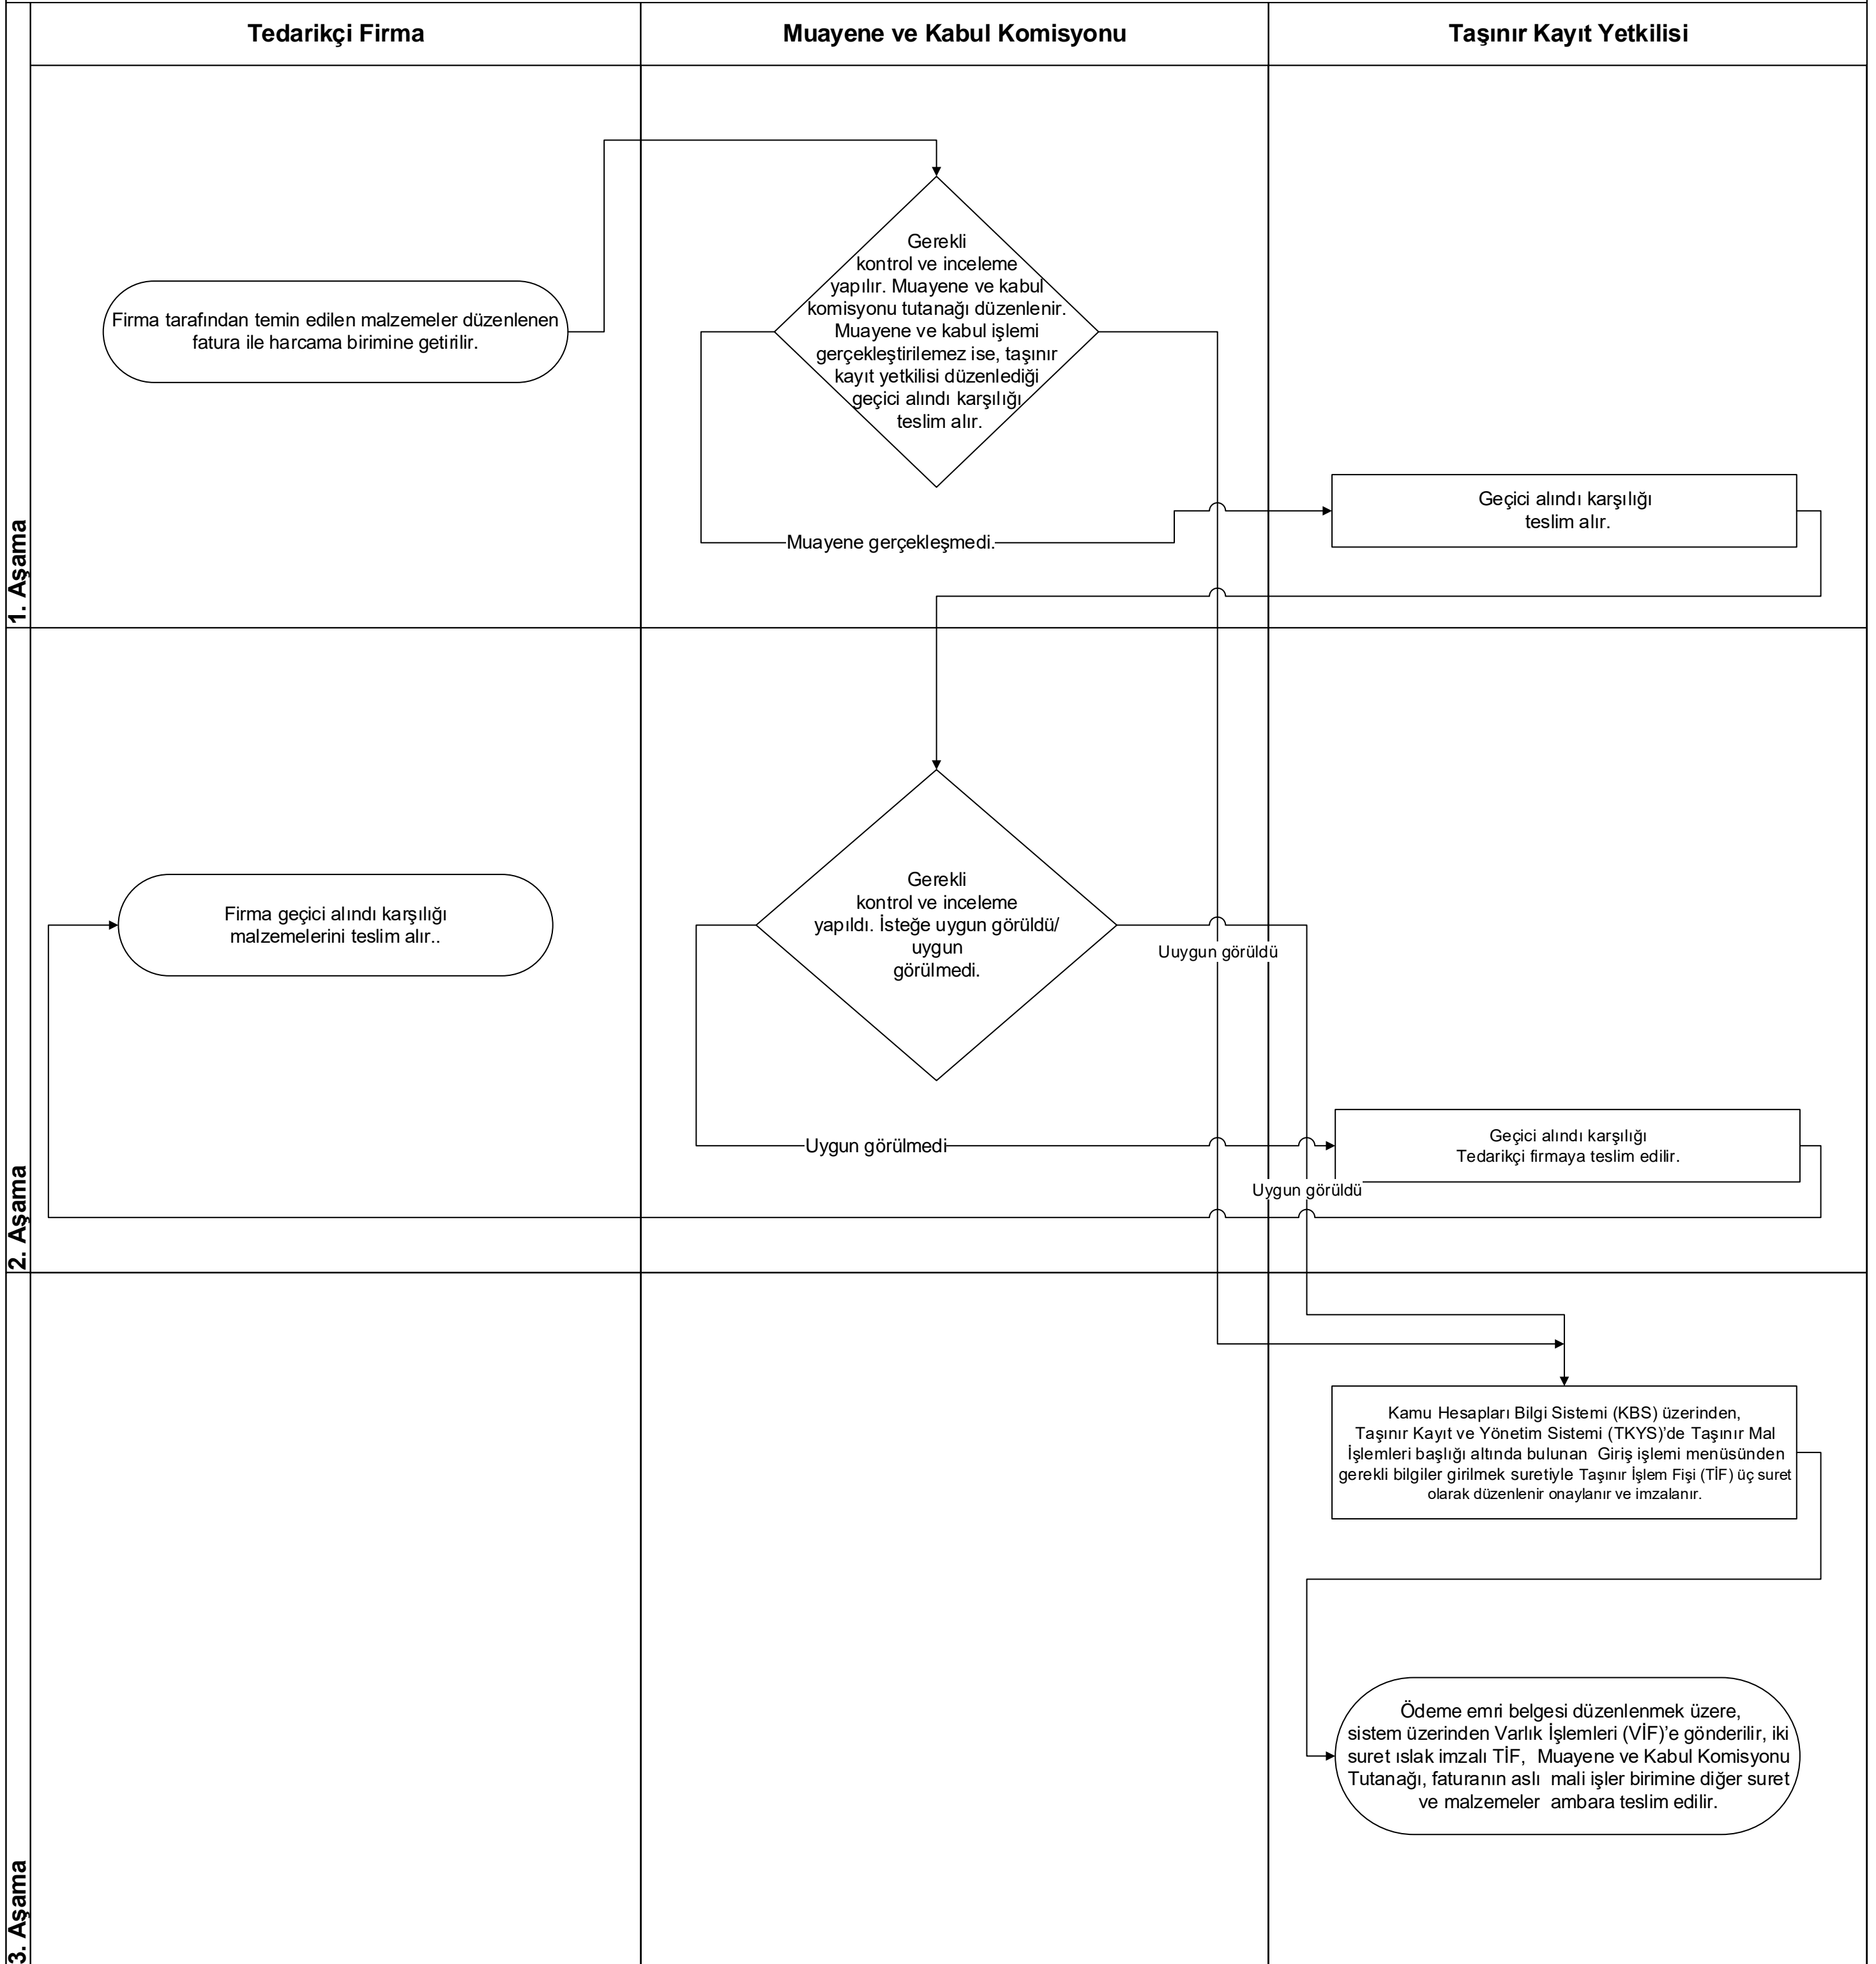 Tedarikçi Firma
Muayene ve Kabul Komisyonu
Taşınır Kayıt Yetkilisi
1. Aşama
Firma tarafından temin edilen malzemeler düzenlenen
fatura ile harcama birimine getirilir.
Gerekli
kontrol ve inceleme
yapılır. Muayene ve kabul
komisyonu tutanağı düzenlenir.
Muayene ve kabul işlemi
gerçekleştirilemez ise, taşınır
kayıt yetkilisi düzenlediği
geçici alındı karşılığı
teslim alır.
Muayene gerçekleşmedi.
Geçici alındı karşılığı
teslim alır.
2. Aşama
Firma geçici alındı karşılığı
malzemelerini teslim alır..
Gerekli
kontrol ve inceleme
yapıldı. İsteğe uygun görüldü/
uygun
görülmedi.
Uuygun görüldü
Uygun görülmedi
Geçici alındı karşılığı
Tedarikçi firmaya teslim edilir.
Uygun görüldü
3. Aşama
Kamu Hesapları Bilgi Sistemi (KBS) üzerinden,
Taşınır Kayıt ve Yönetim Sistemi (TKYS)’de Taşınır Mal
İşlemleri başlığı altında bulunan  Giriş işlemi menüsünden
gerekli bilgiler girilmek suretiyle Taşınır İşlem Fişi (TİF) üç suret
olarak düzenlenir onaylanır ve imzalanır.
Ödeme emri belgesi düzenlenmek üzere,
sistem üzerinden Varlık İşlemleri (VİF)’e gönderilir, iki
suret ıslak imzalı TİF,  Muayene ve Kabul Komisyonu
Tutanağı, faturanın aslı  mali işler birimine diğer suret
ve malzemeler  ambara teslim edilir.